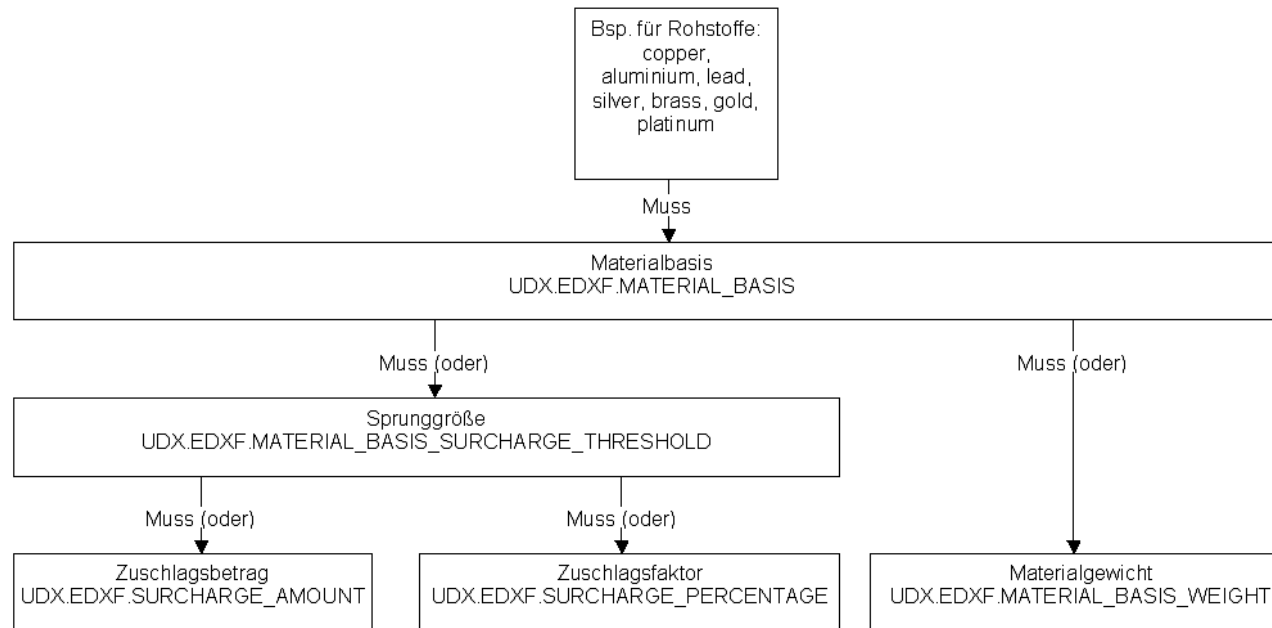 Bsp. für Rohstoffe:
copper,
aluminium, lead,
silver, brass, gold,
platinum
Muss
Materialbasis
UDX.EDXF.MATERIAL_BASIS
Muss (oder)
Muss (oder)
Sprunggröße
UDX.EDXF.MATERIAL_BASIS_SURCHARGE_THRESHOLD
Muss (oder)
Muss (oder)
Zuschlagsbetrag
UDX.EDXF.SURCHARGE_AMOUNT
Zuschlagsfaktor
UDX.EDXF.SURCHARGE_PERCENTAGE
Materialgewicht
UDX.EDXF.MATERIAL_BASIS_WEIGHT